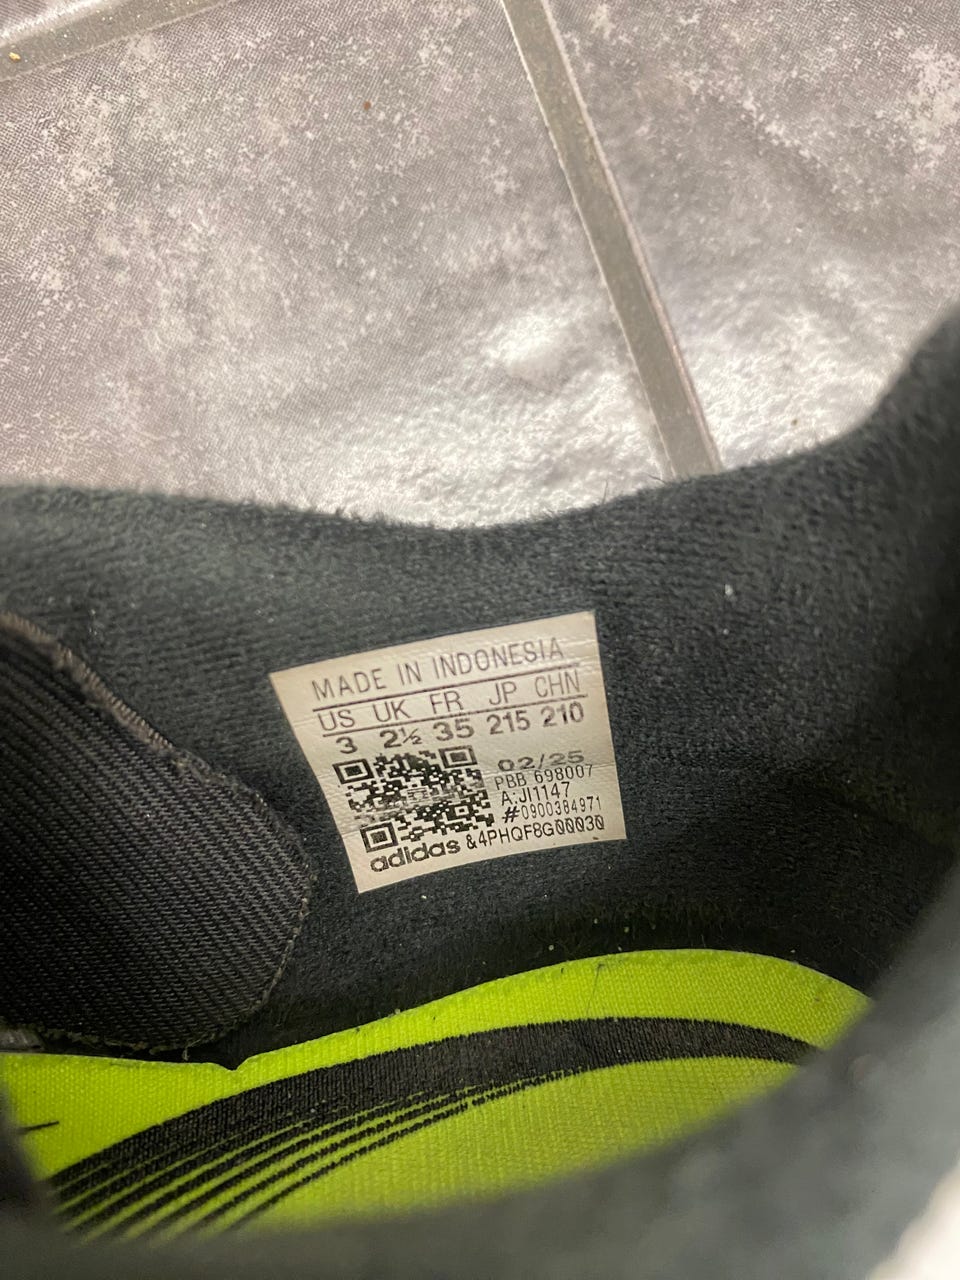 MADE IN INDONESIA
US UK FR JP CHN
3 2½ 35 215 210
02/25
PBB 698007
A:JI1147
#0900384971
adidas &4PHQF8G00030